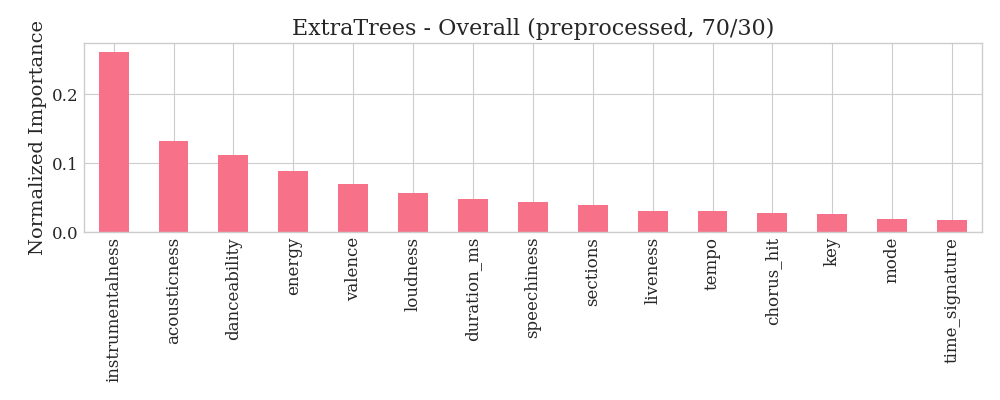 ExtraTrees - Overall (preprocessed, 70/30)
Normalized Importance
0.2
0.1
0.0
instrumentalness
acousticness
danceability
energy
valence
loudness
duration_ms
speechiness
sections
liveness
tempo
chorus_hit
key
mode
time_signature